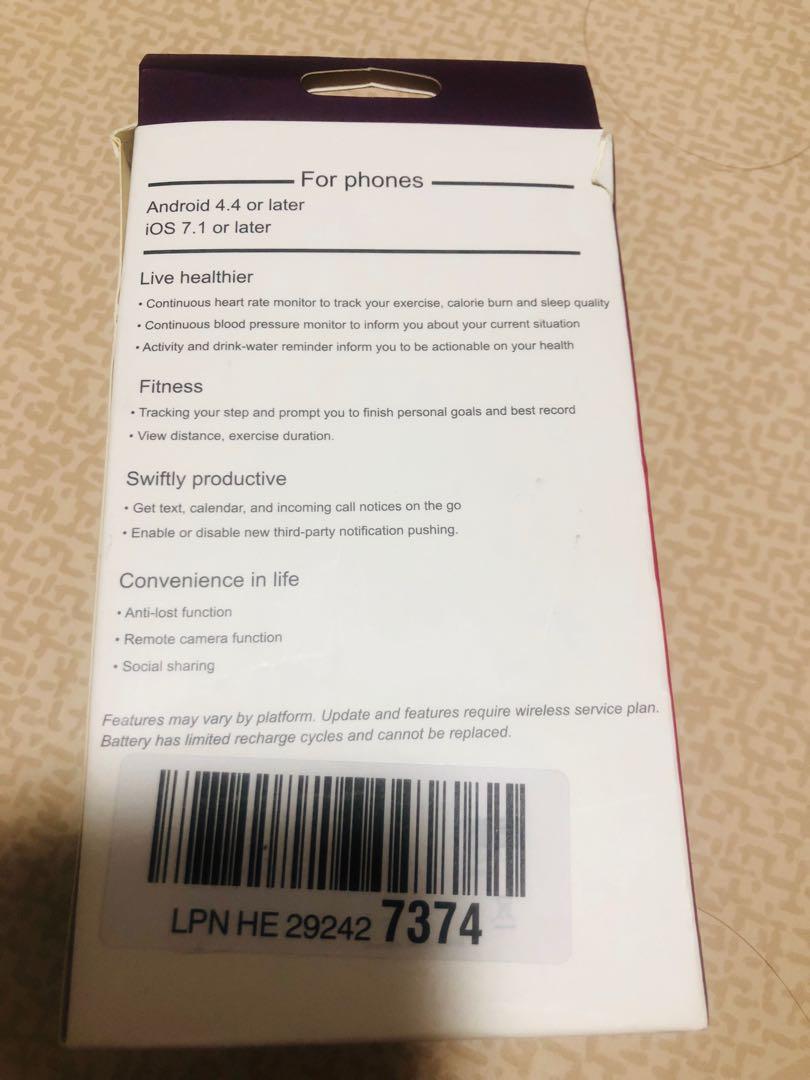 For phones
Android 4.4 or later
iOS 7.1 or later
Live healthier
• Continuous heart rate monitor to track your exercise, calorie burn and sleep quality
• Continuous blood pressure monitor to inform you about your current situation
• Activity and drink-water reminder inform you to be actionable on your health
Fitness
• Tracking your step and prompt you to finish personal goals and best record
• View distance, exercise duration.
Swiftly productive
• Get text, calendar, and incoming call notices on the go
• Enable or disable new third-party notification pushing.
Convenience in life
• Anti-lost function
• Remote camera function
• Social sharing
Features may vary by platform. Update and features require wireless service plan.
Battery has limited recharge cycles and cannot be replaced.
LPN HE 29242 7374